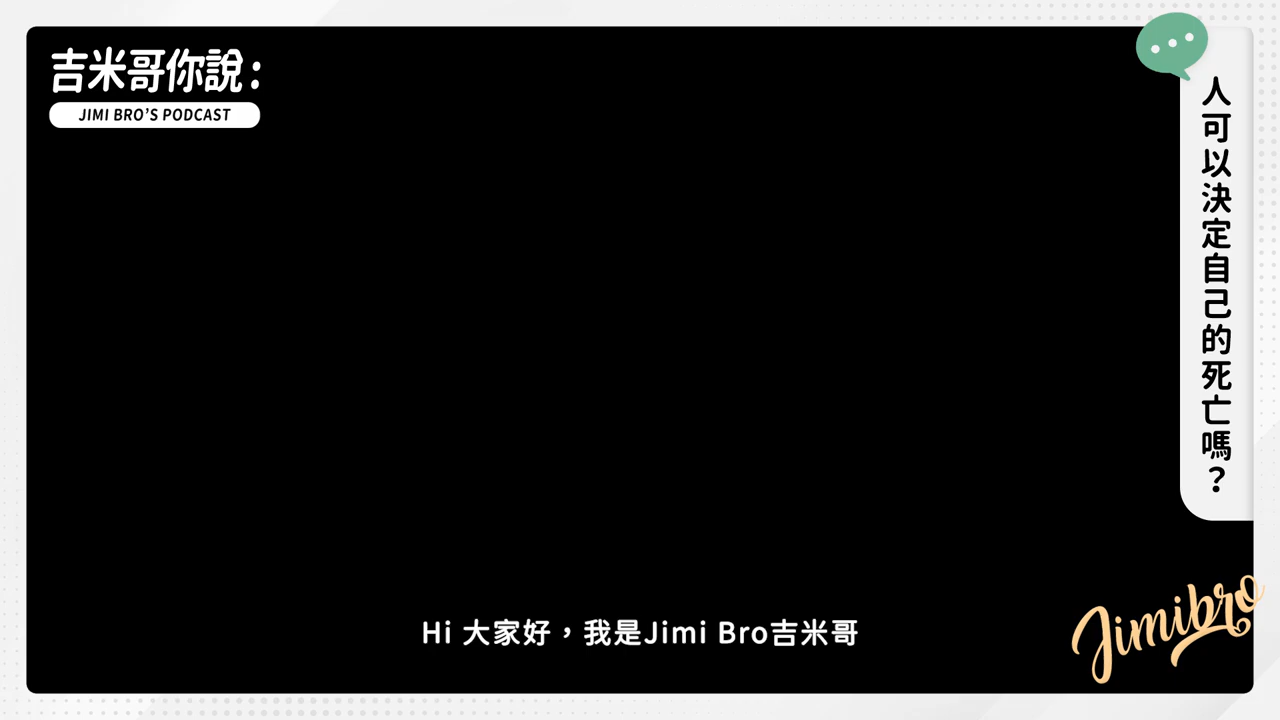 吉米哥你說:
JIMI BRO'S PODCAST
人可以決定自己的死亡嗎?
Hi 大家好，我是Jimi Bro吉米哥
Jimibro